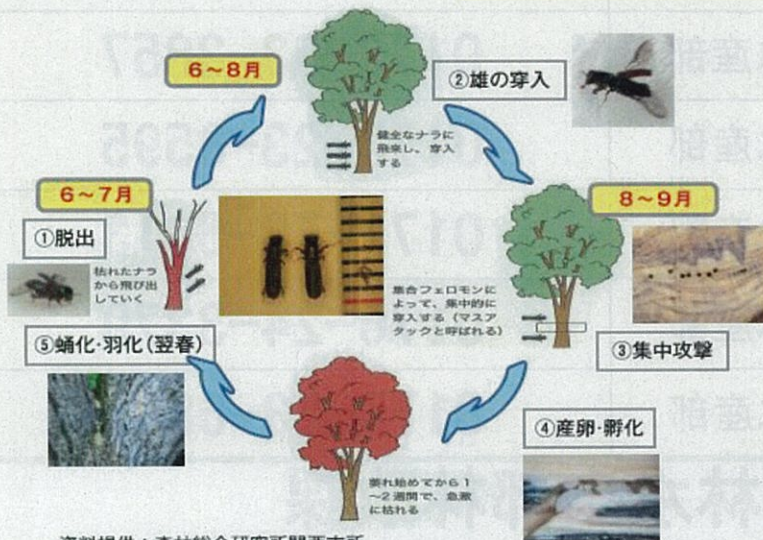 6～8月
②雄の穿入
健全なナラに
飛来し、穿入
する
6～7月
①脱出
枯れたナラ
から飛び出
していく
8～9月
集合フェロモンに
よって、集中的に
穿入する（マスア
タックと呼ばれる）
③集中攻撃
⑤蛹化・羽化（翌春）
④産卵・孵化
萎れ始めてから1
～2週間で、急激
に枯れる